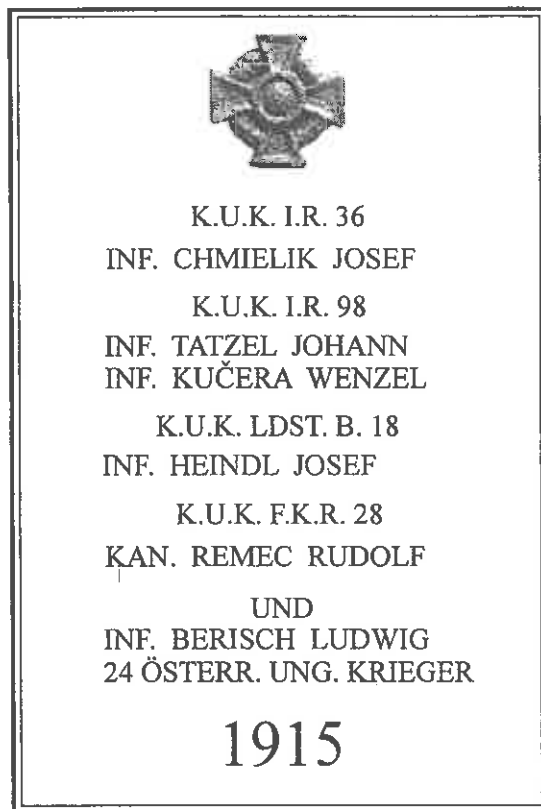 K.U.K. I.R. 36
INF. CHMIELIK JOSEF
K.U.K. I.R. 98
INF. TATZEL JOHANN
INF. KUČERA WENZEL
K.U.K. LDST. B. 18
INF. HEINDL JOSEF
K.U.K. F.K.R. 28
KAN. REMEC RUDOLF
UND
INF. BERISCH LUDWIG
24 ÖSTERR. UNG. KRIEGER
1915